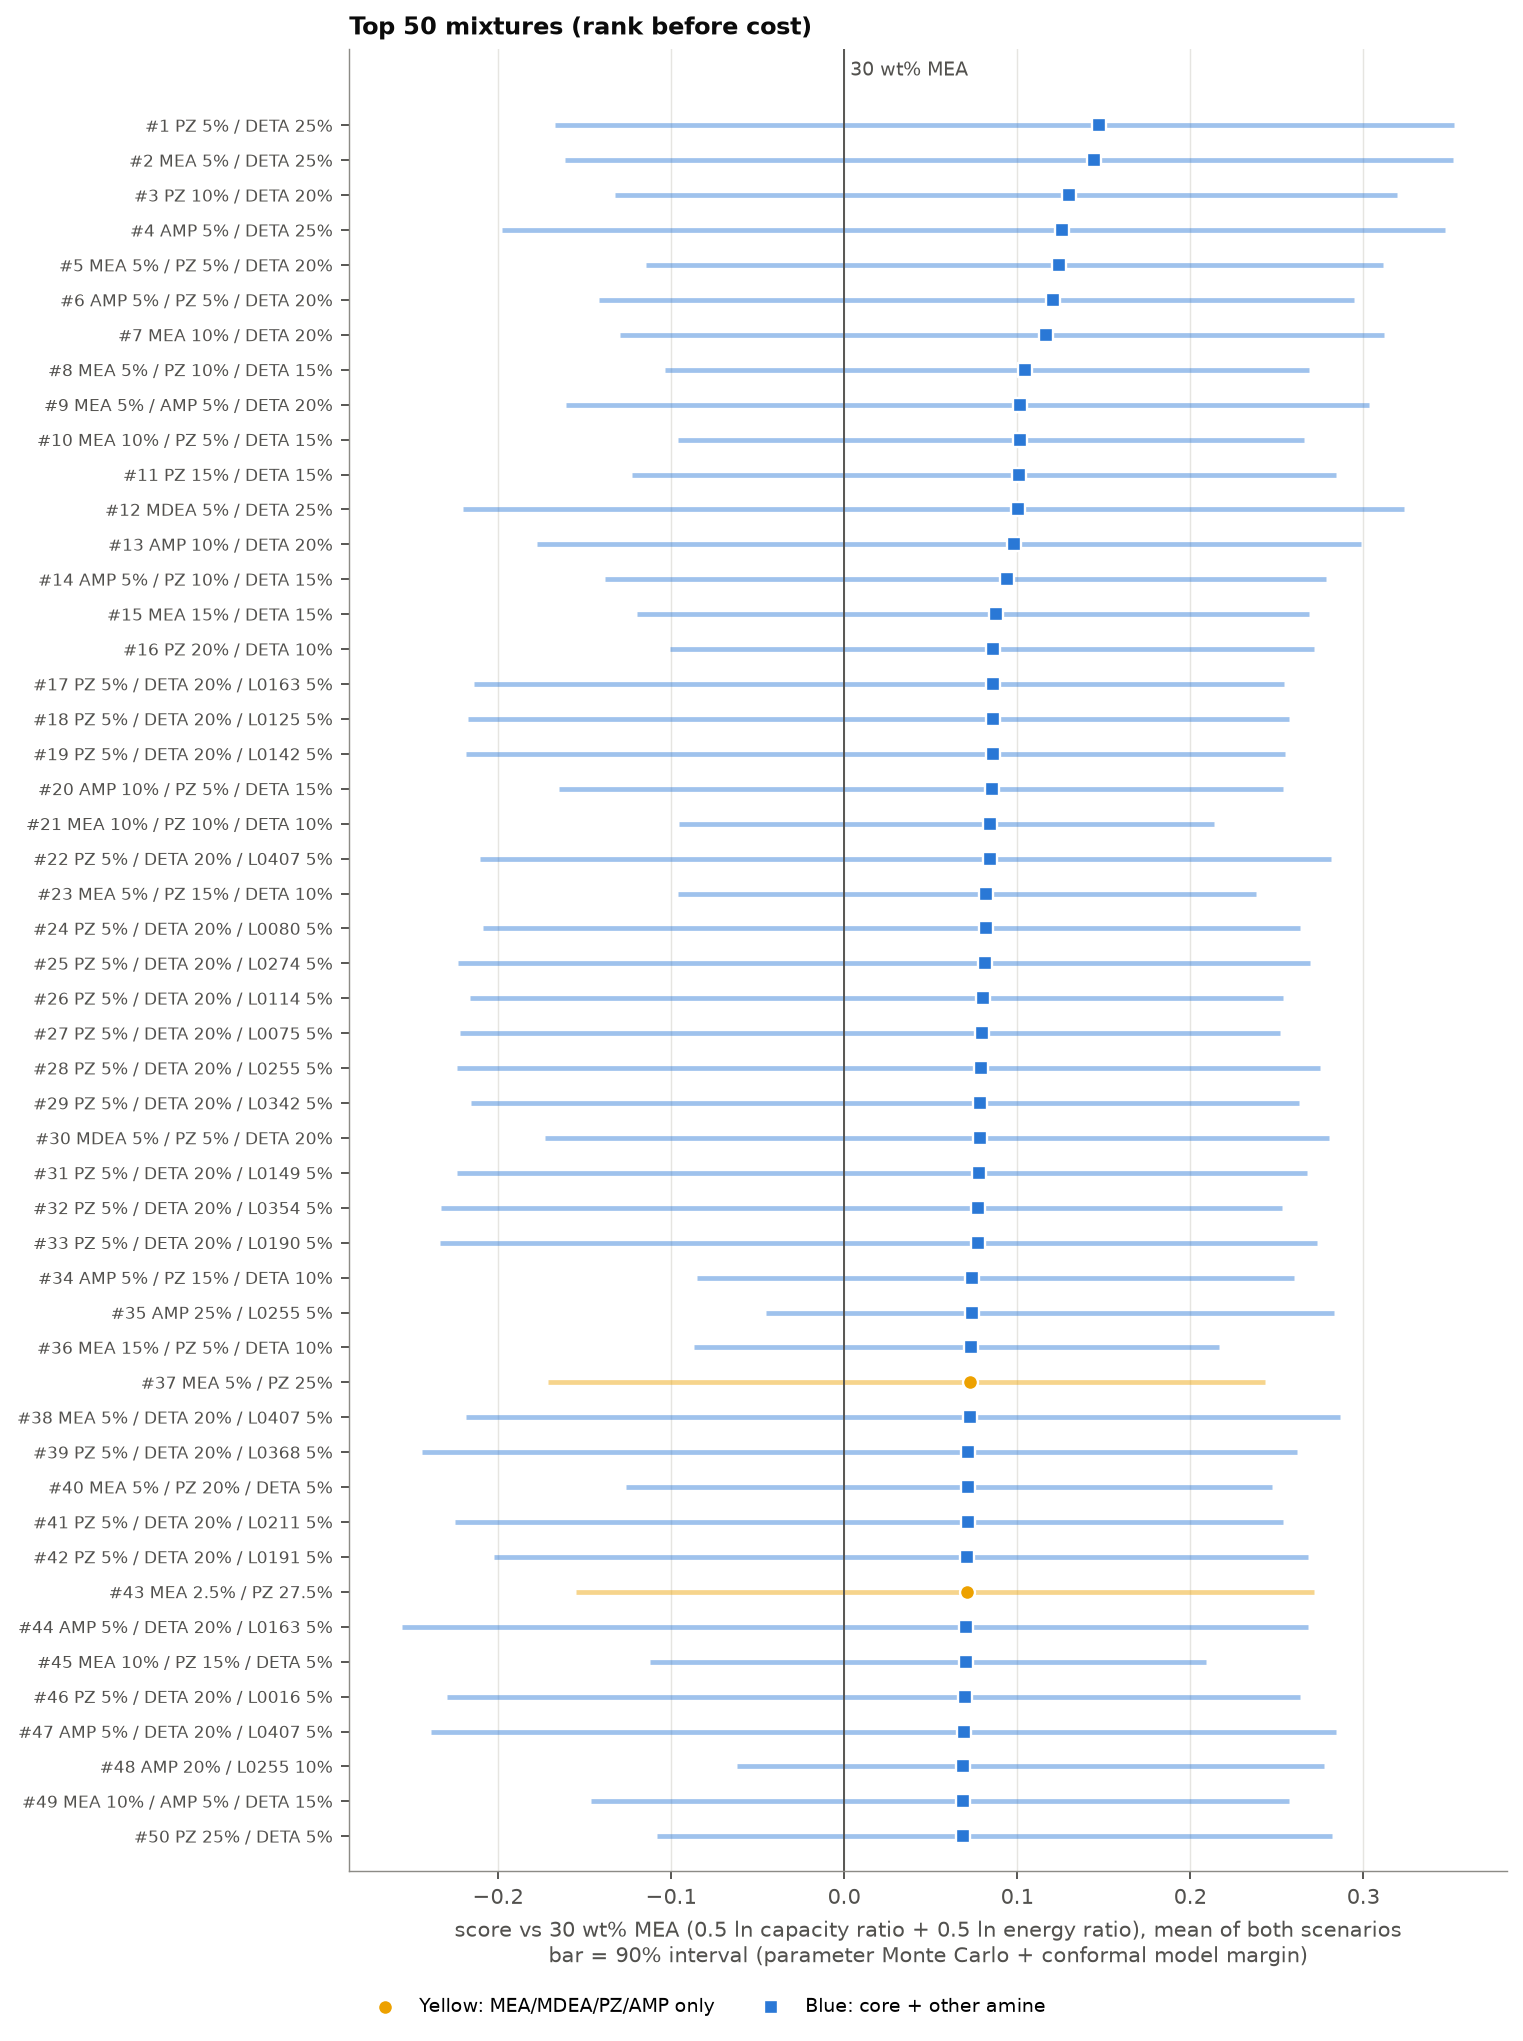 Top 50 mixtures (rank before cost)
30 wt% MEA
#1 PZ 5% / DETA 25%
#2 MEA 5% / DETA 25%
#3 PZ 10% / DETA 20%
#4 AMP 5% / DETA 25%
#5 MEA 5% / PZ 5% / DETA 20%
#6 AMP 5% / PZ 5% / DETA 20%
#7 MEA 10% / DETA 20%
#8 MEA 5% / PZ 10% / DETA 15%
#9 MEA 5% / AMP 5% / DETA 20%
#10 MEA 10% / PZ 5% / DETA 15%
#11 PZ 15% / DETA 15%
#12 MDEA 5% / DETA 25%
#13 AMP 10% / DETA 20%
#14 AMP 5% / PZ 10% / DETA 15%
#15 MEA 15% / DETA 15%
#16 PZ 20% / DETA 10%
#17 PZ 5% / DETA 20% / L0163 5%
#18 PZ 5% / DETA 20% / L0125 5%
#19 PZ 5% / DETA 20% / L0142 5%
#20 AMP 10% / PZ 5% / DETA 15%
#21 MEA 10% / PZ 10% / DETA 10%
#22 PZ 5% / DETA 20% / L0407 5%
#23 MEA 5% / PZ 15% / DETA 10%
#24 PZ 5% / DETA 20% / L0080 5%
#25 PZ 5% / DETA 20% / L0274 5%
#26 PZ 5% / DETA 20% / L0114 5%
#27 PZ 5% / DETA 20% / L0075 5%
#28 PZ 5% / DETA 20% / L0255 5%
#29 PZ 5% / DETA 20% / L0342 5%
#30 MDEA 5% / PZ 5% / DETA 20%
#31 PZ 5% / DETA 20% / L0149 5%
#32 PZ 5% / DETA 20% / L0354 5%
#33 PZ 5% / DETA 20% / L0190 5%
#34 AMP 5% / PZ 15% / DETA 10%
#35 AMP 25% / L0255 5%
#36 MEA 15% / PZ 5% / DETA 10%
#37 MEA 5% / PZ 25%
#38 MEA 5% / DETA 20% / L0407 5%
#39 PZ 5% / DETA 20% / L0368 5%
#40 MEA 5% / PZ 20% / DETA 5%
#41 PZ 5% / DETA 20% / L0211 5%
#42 PZ 5% / DETA 20% / L0191 5%
#43 MEA 2.5% / PZ 27.5%
#44 AMP 5% / DETA 20% / L0163 5%
#45 MEA 10% / PZ 15% / DETA 5%
#46 PZ 5% / DETA 20% / L0016 5%
#47 AMP 5% / DETA 20% / L0407 5%
#48 AMP 20% / L0255 10%
#49 MEA 10% / AMP 5% / DETA 15%
#50 PZ 25% / DETA 5%
−0.2 −0.1 0.0 0.1 0.2 0.3
score vs 30 wt% MEA (0.5 ln capacity ratio + 0.5 ln energy ratio), mean of both scenarios
bar = 90% interval (parameter Monte Carlo + conformal model margin)
Yellow: MEA/MDEA/PZ/AMP only Blue: core + other amine